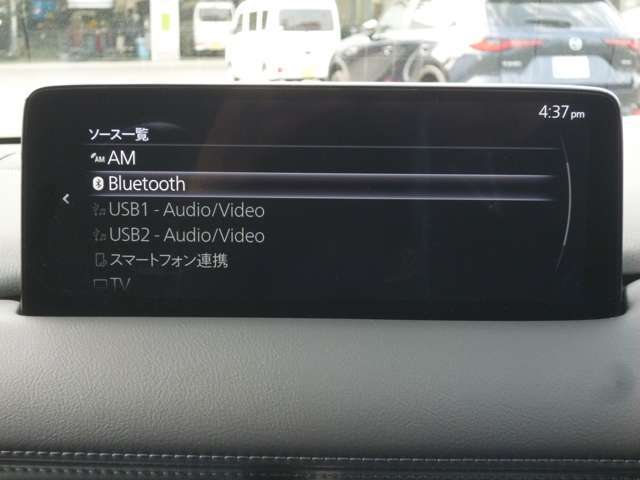 4:37 pm
ソース一覧
AM
Bluetooth
USB1 - Audio/Video
USB2 - Audio/Video
スマートフォン連携
TV